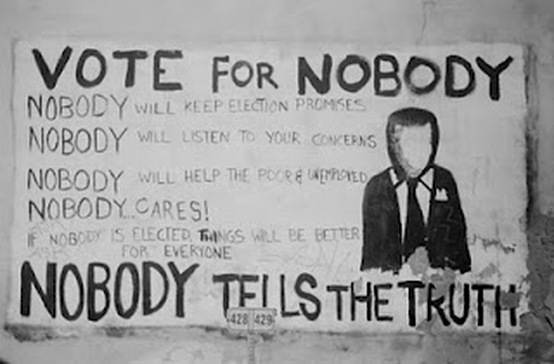 VOTE FOR NOBODY
NOBODY WILL KEEP ELECTION PROMISES
NOBODY WILL LISTEN TO YOUR CONCERNS
NOBODY WILL HELP THE POOR & UNEMPLOYED
NOBODY..CARES!
IF NOBODY IS ELECTED, THINGS WILL BE BETTER
FOR EVERYONE
NOBODY TELLS THE TRUTH
428 429